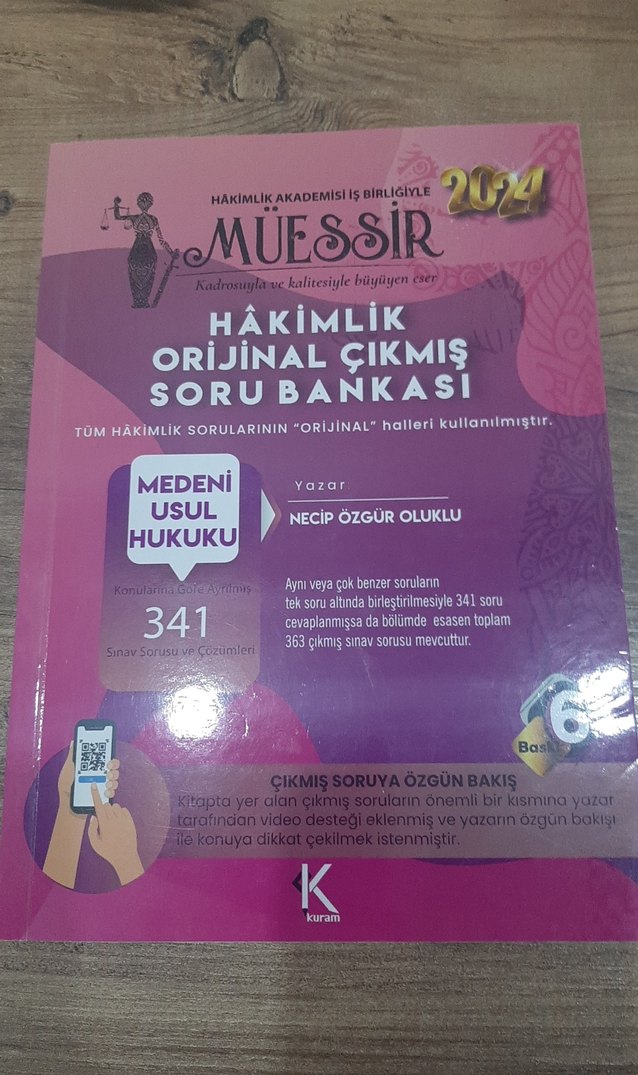 HÂKİMLİK AKADEMİSİ İŞ BİRLİĞİYLE
2024
MÜESSİR
Kadrosuyla ve kalitesiyle büyüyen eser
HÂKİMLİK
ORİJİNAL ÇIKMIŞ
SORU BANKASI
TÜM HÂKİMLİK SORULARININ “ORİJİNAL” halleri kullanılmıştır.
MEDENİ
USUL
HUKUKU
Konularına Göre Ayrılmış
341
Sınav Sorusu ve Çözümleri
Yazar
NECİP ÖZGÜR OLUKLU
Aynı veya çok benzer soruların
tek soru altında birleştirilmesiyle 341 soru
cevaplanmışsa da bölümde esasen toplam
363 çıkmış sınav sorusu mevcuttur.
6
Baskı
ÇIKMIŞ SORUYA ÖZGÜN BAKIŞ
Kitapta yer alan çıkmış soruların önemli bir kısmına yazar
tarafından video desteği eklenmiş ve yazarın özgün bakışı
ile konuya dikkat çekilmek istenmiştir.
K
kuram